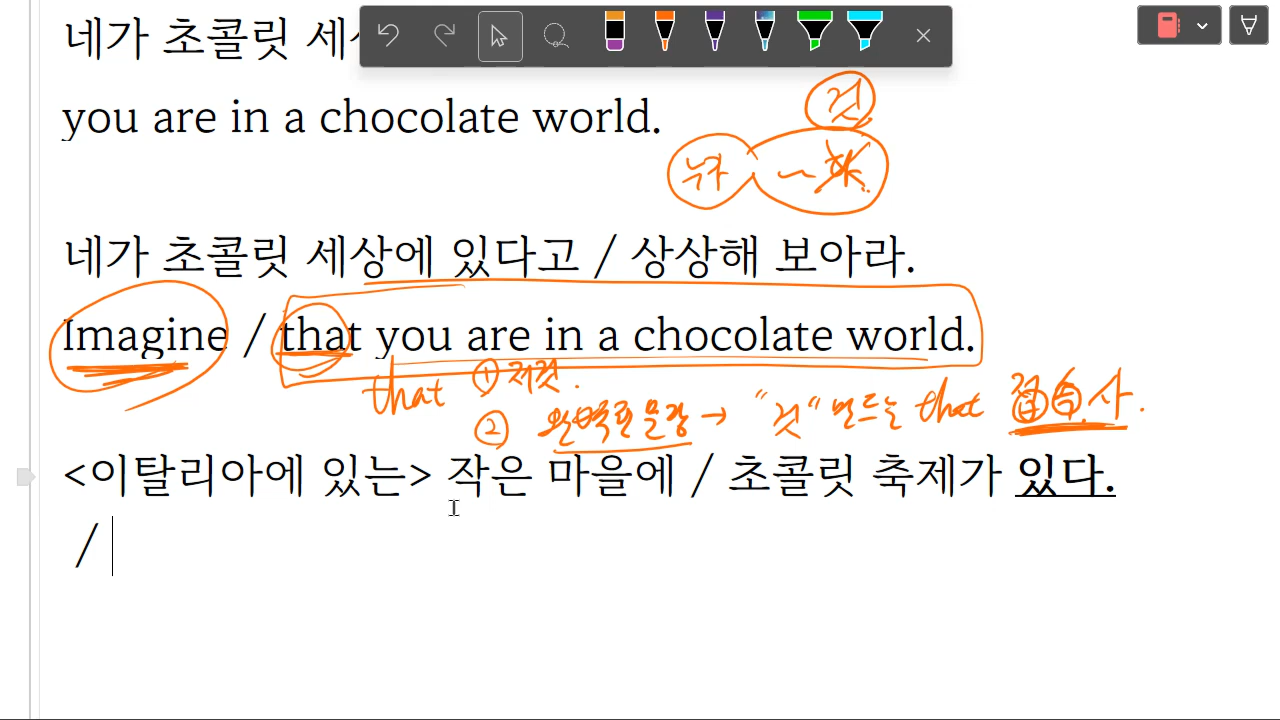 네가 초콜릿 세상
you are in a chocolate world.
것
누가 ~
네가 초콜릿 세상에 있다고 / 상상해 보아라.
Imagine / that you are in a chocolate world.
that ① 저것.
② 완벽한 문장 → "것" 만드는 that 접속사.
<이탈리아에 있는> 작은 마을에 / 초콜릿 축제가 있다.
/